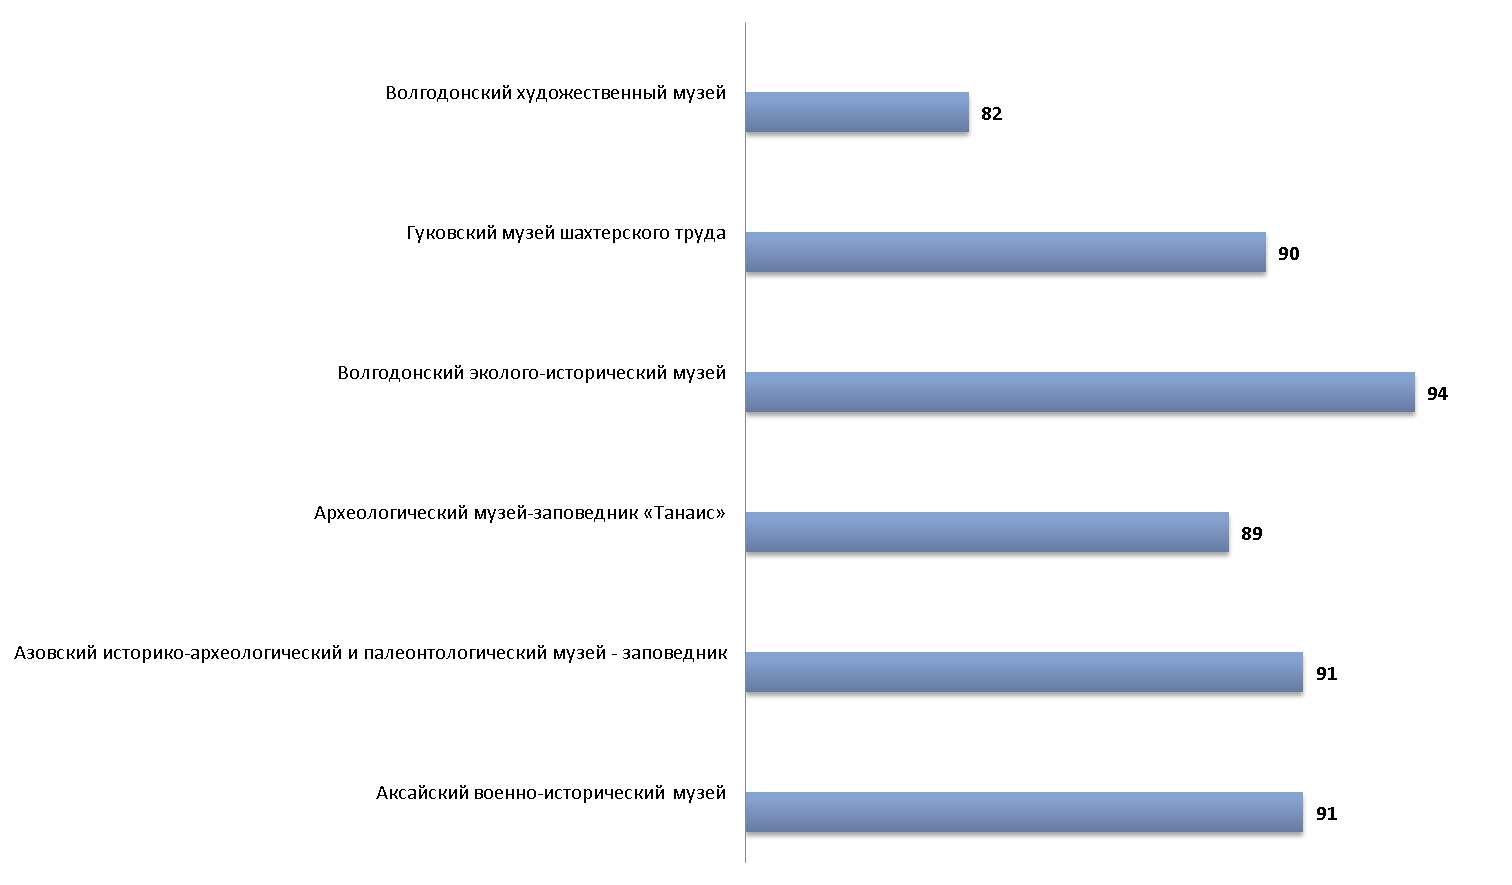 Волгодонский художественный музей
82
Гуковский музей шахтерского труда
90
Волгодонский эколого-исторический музей
94
Археологический музей-заповедник «Танаис»
89
Азовский историко-археологический и палеонтологический музей - заповедник
91
Аксайский военно-исторический музей
91